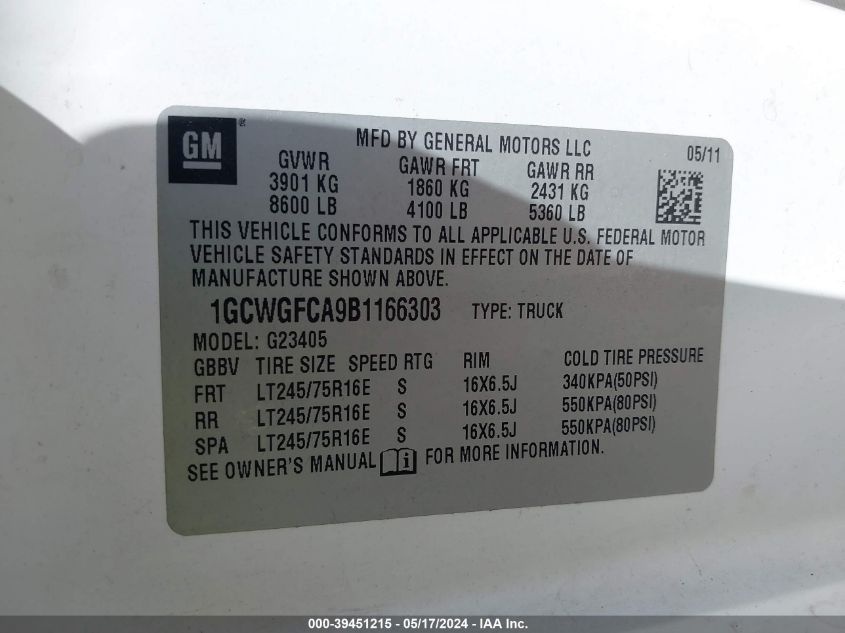 GM ®
MFD BY GENERAL MOTORS LLC 05/11
GVWR GAWR FRT GAWR RR
3901 KG 1860 KG 2431 KG
8600 LB 4100 LB 5360 LB
THIS VEHICLE CONFORMS TO ALL APPLICABLE U.S. FEDERAL MOTOR
VEHICLE SAFETY STANDARDS IN EFFECT ON THE DATE OF
MANUFACTURE SHOWN ABOVE.
1GCWGFCA9B1166303 TYPE: TRUCK
MODEL: G23405
GBBV TIRE SIZE SPEED RTG RIM COLD TIRE PRESSURE
FRT LT245/75R16E S 16X6.5J 340KPA(50PSI)
RR LT245/75R16E S 16X6.5J 550KPA(80PSI)
SPA LT245/75R16E S 16X6.5J 550KPA(80PSI)
SEE OWNER'S MANUAL i FOR MORE INFORMATION.
000-39451215 - 05/17/2024 - IAA Inc.